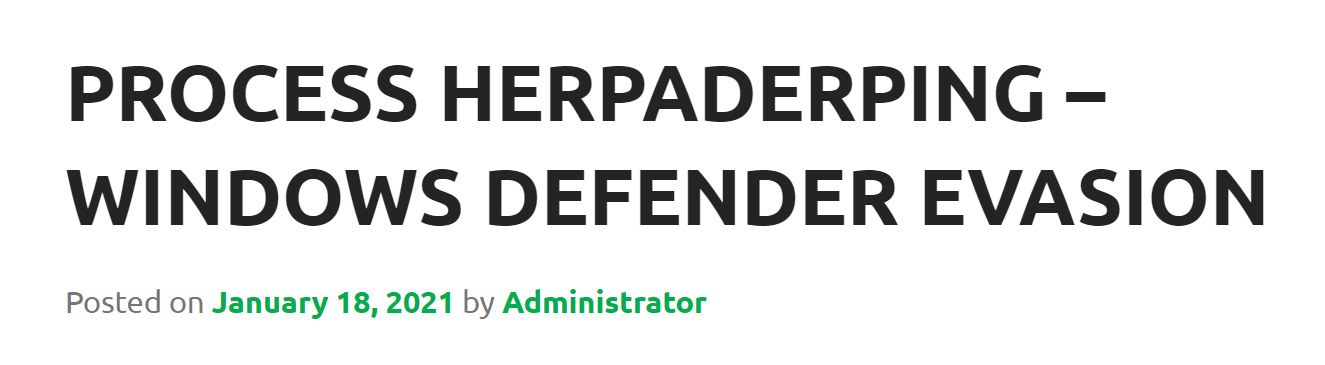 PROCESS HERPADERPING –
WINDOWS DEFENDER EVASION
Posted on January 18, 2021 by Administrator